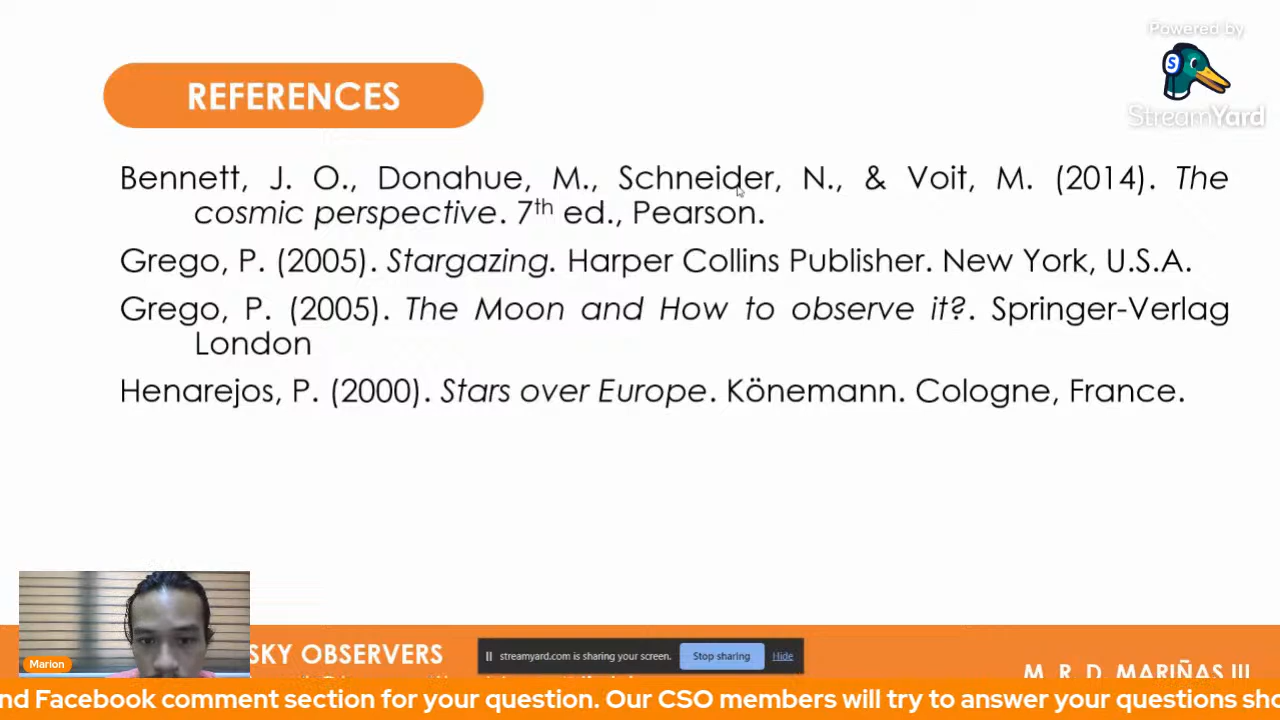 Powered by
StreamYard
REFERENCES
Bennett, J. O., Donahue, M., Schneider, N., & Voit, M. (2014). The
cosmic perspective. 7th ed., Pearson.
Grego, P. (2005). Stargazing. Harper Collins Publisher. New York, U.S.A.
Grego, P. (2005). The Moon and How to observe it?. Springer-Verlag
London
Henarejos, P. (2000). Stars over Europe. Könemann. Cologne, France.
SKY OBSERVERS
streamyard.com is sharing your screen.
Stop sharing
Hide
Marion
M. R. D. MARIÑAS III
nd Facebook comment section for your question. Our CSO members will try to answer your questions sho